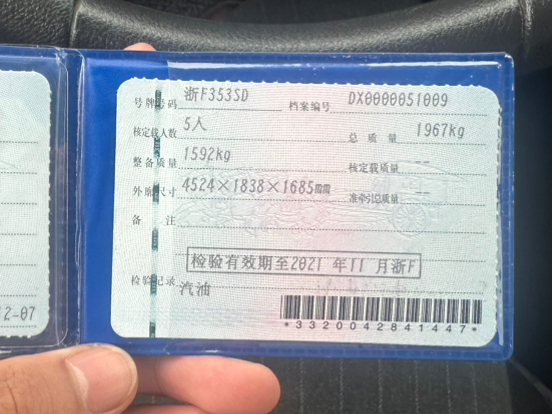 号牌号码 浙F353SD 档案编号 DX0000051009
核定载人数 5人 总质量 1967kg
整备质量 1592kg 核定载质量 --
外廓尺寸 4524×1838×1685 准牵引总质量 --
备注
检验有效期至2021年11月浙F
检验记录
汽油
*3320042841447*
2-07